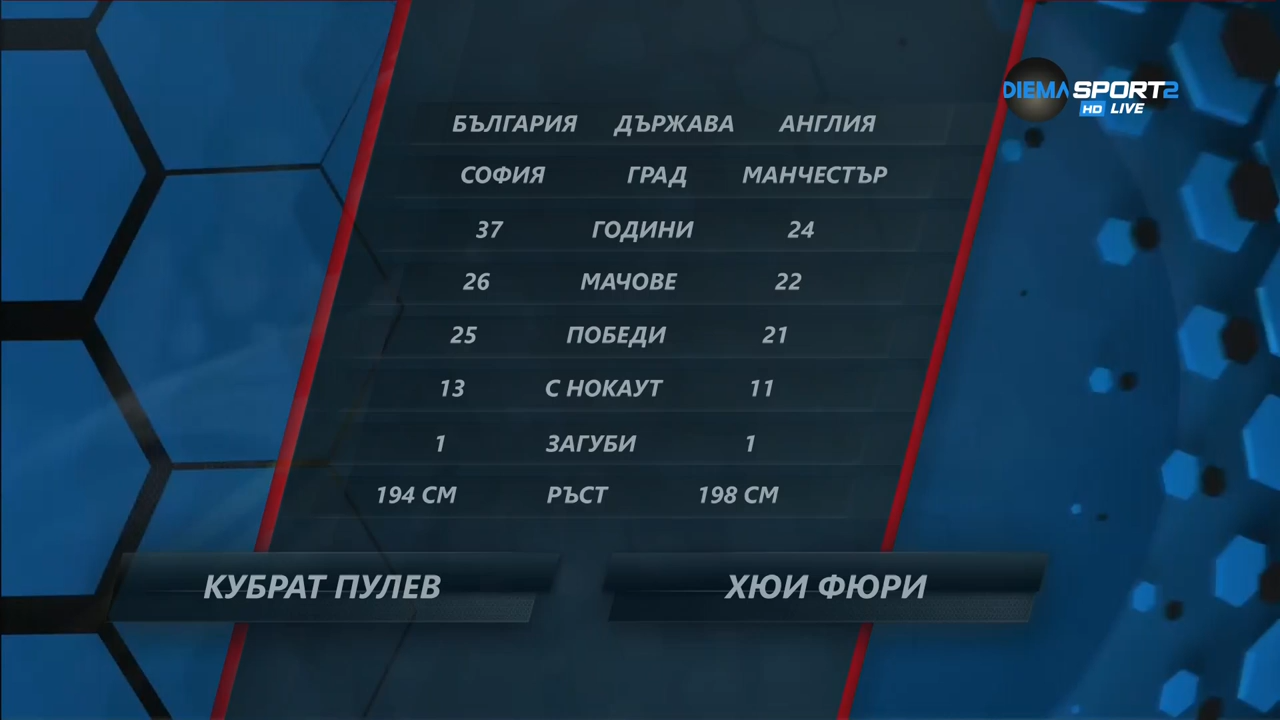 DIEMA SPORT2
HD LIVE
БЪЛГАРИЯ ДЪРЖАВА АНГЛИЯ
СОФИЯ ГРАД МАНЧЕСТЪР
37 ГОДИНИ 24
26 МАЧОВЕ 22
25 ПОБЕДИ 21
13 С НОКАУТ 11
1 ЗАГУБИ 1
194 СМ РЪСТ 198 СМ
КУБРАТ ПУЛЕВ ХЮИ ФЮРИ